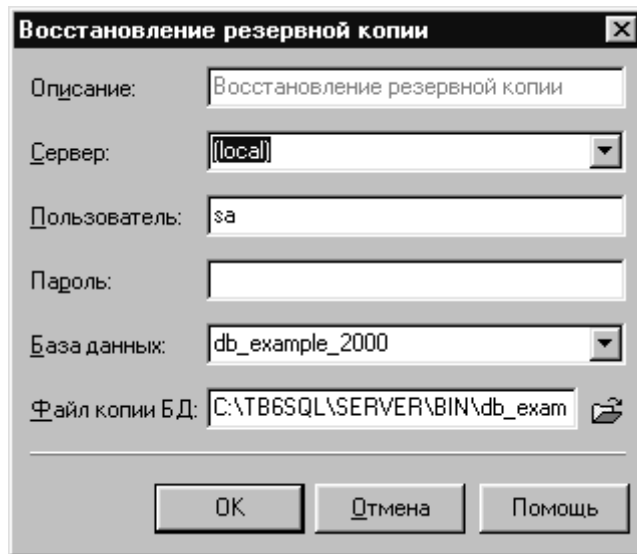 Восстановление резервной копии
Описание: Восстановление резервной копии
Сервер: (local)
Пользователь: sa
Пароль:
База данных: db_example_2000
Файл копии БД: C:\TB6SQL\SERVER\BIN\db_exam
OK Отмена Помощь